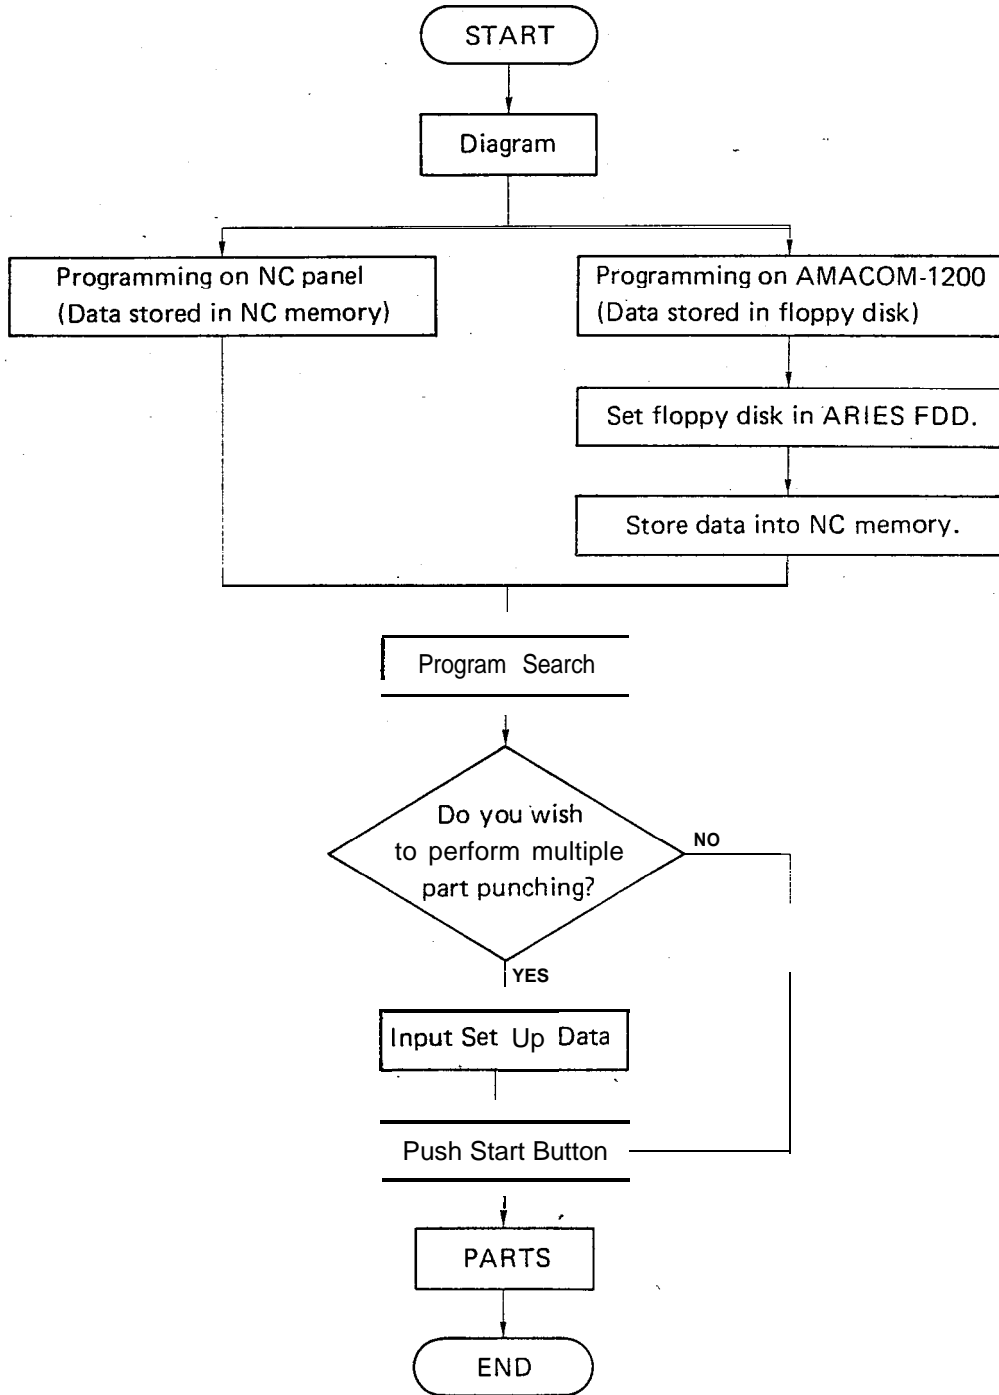 START
Diagram
Programming on NC panel
(Data stored in NC memory)
Programming on AMACOM-1200
(Data stored in floppy disk)
Set floppy disk in ARIES FDD.
Store data into NC memory.
Program Search
Do you wish
to perform multiple
part punching?
NO
YES
Input Set Up Data
Push Start Button
PARTS
END